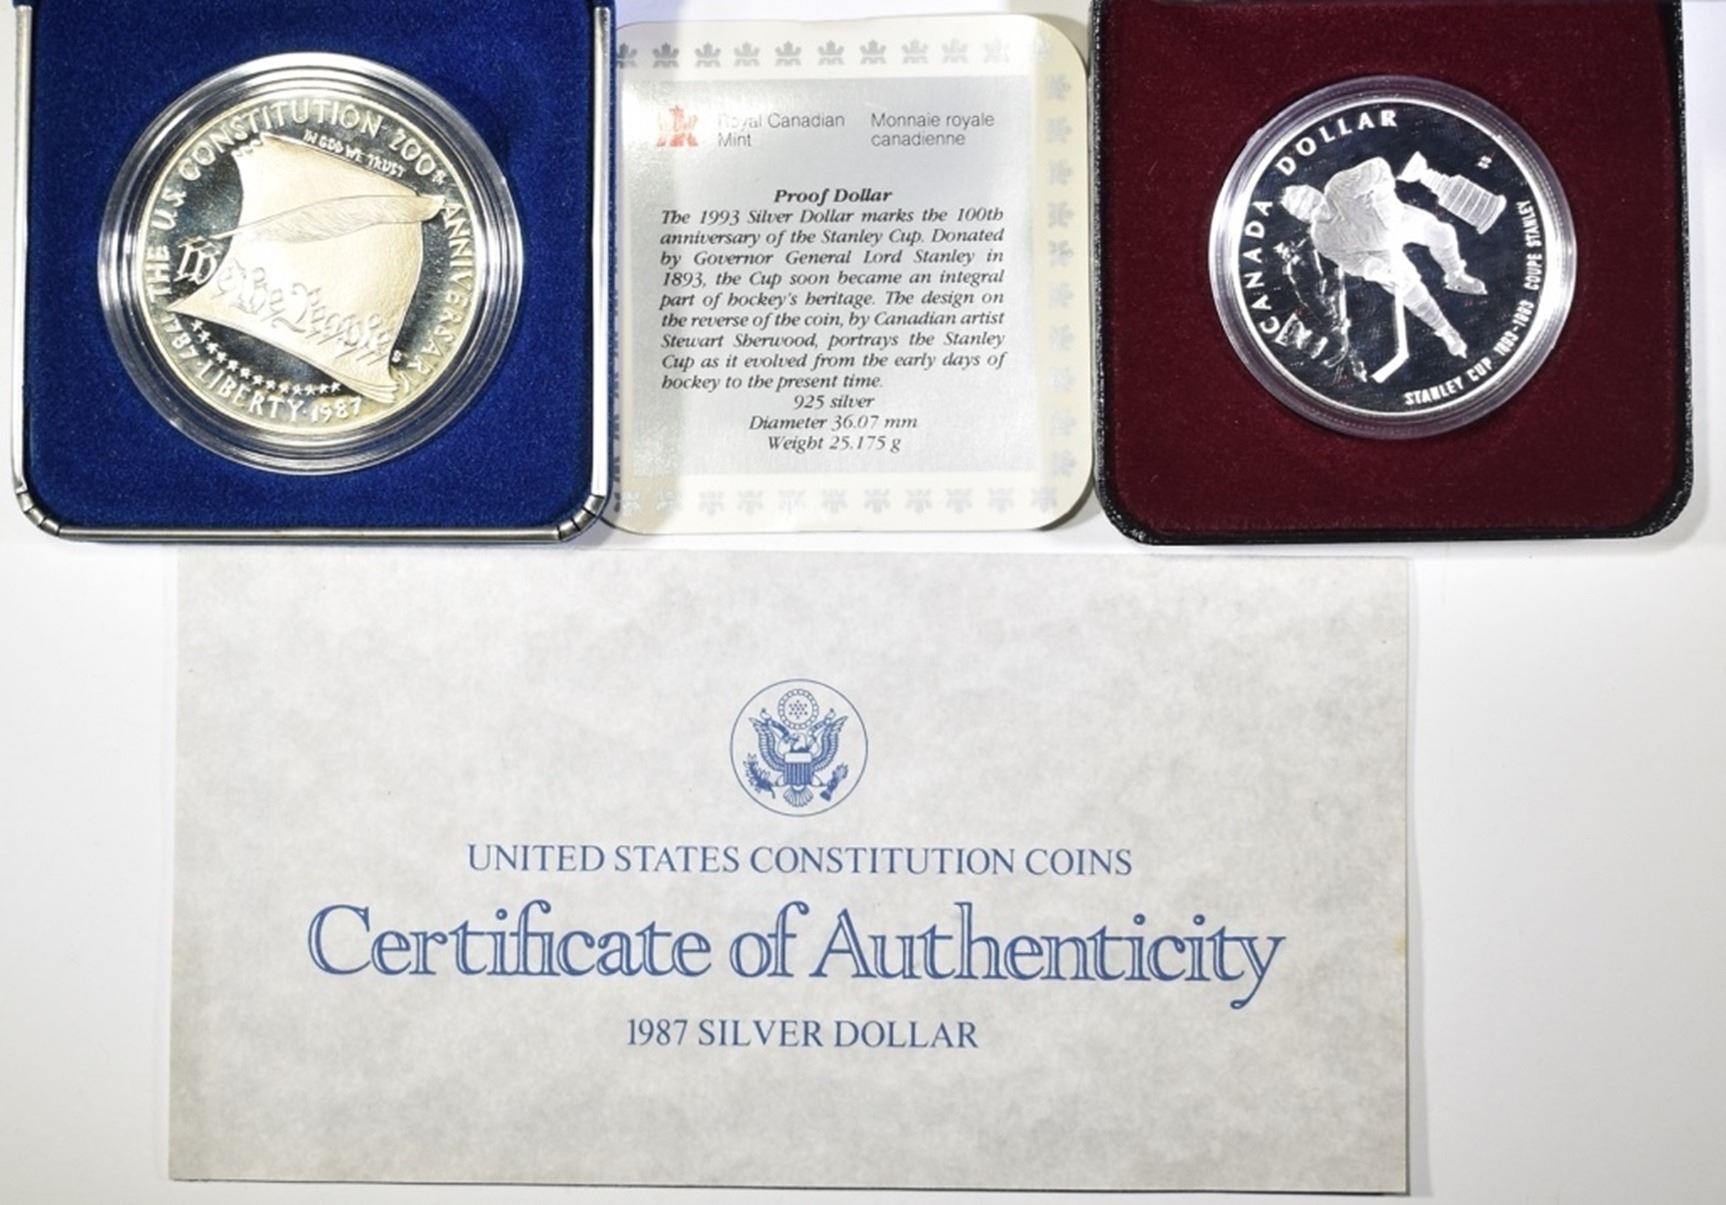 THE U.S. CONSTITUTION 200th ANNIVERSARY
IN GOD WE TRUST
We the People
S
1787·LIBERTY·1987
Royal Canadian Mint
Monnaie royale canadienne
Proof Dollar
The 1993 Silver Dollar marks the 100th
anniversary of the Stanley Cup. Donated
by Governor General Lord Stanley in
1893, the Cup soon became an integral
part of hockey's heritage. The design on
the reverse of the coin, by Canadian artist
Stewart Sherwood, portrays the Stanley
Cup as it evolved from the early days of
hockey to the present time.
925 silver
Diameter 36.07 mm
Weight 25.175 g
CANADA DOLLAR
STANLEY CUP 1893-1993 COUPE STANLEY
UNITED STATES CONSTITUTION COINS
Certificate of Authenticity
1987 SILVER DOLLAR